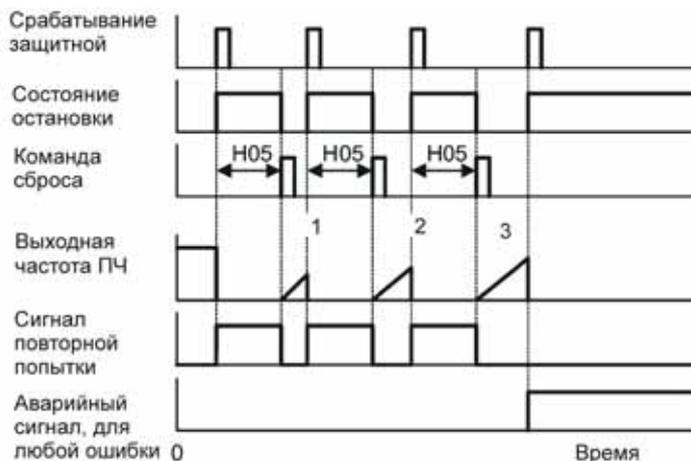 Срабатывание
защитной
Состояние
остановки
Команда
сброса
H05
H05
H05
1
2
3
Выходная
частота ПЧ
Сигнал
повторной
попытки
Аварийный
сигнал, для
любой ошибки
0
Время